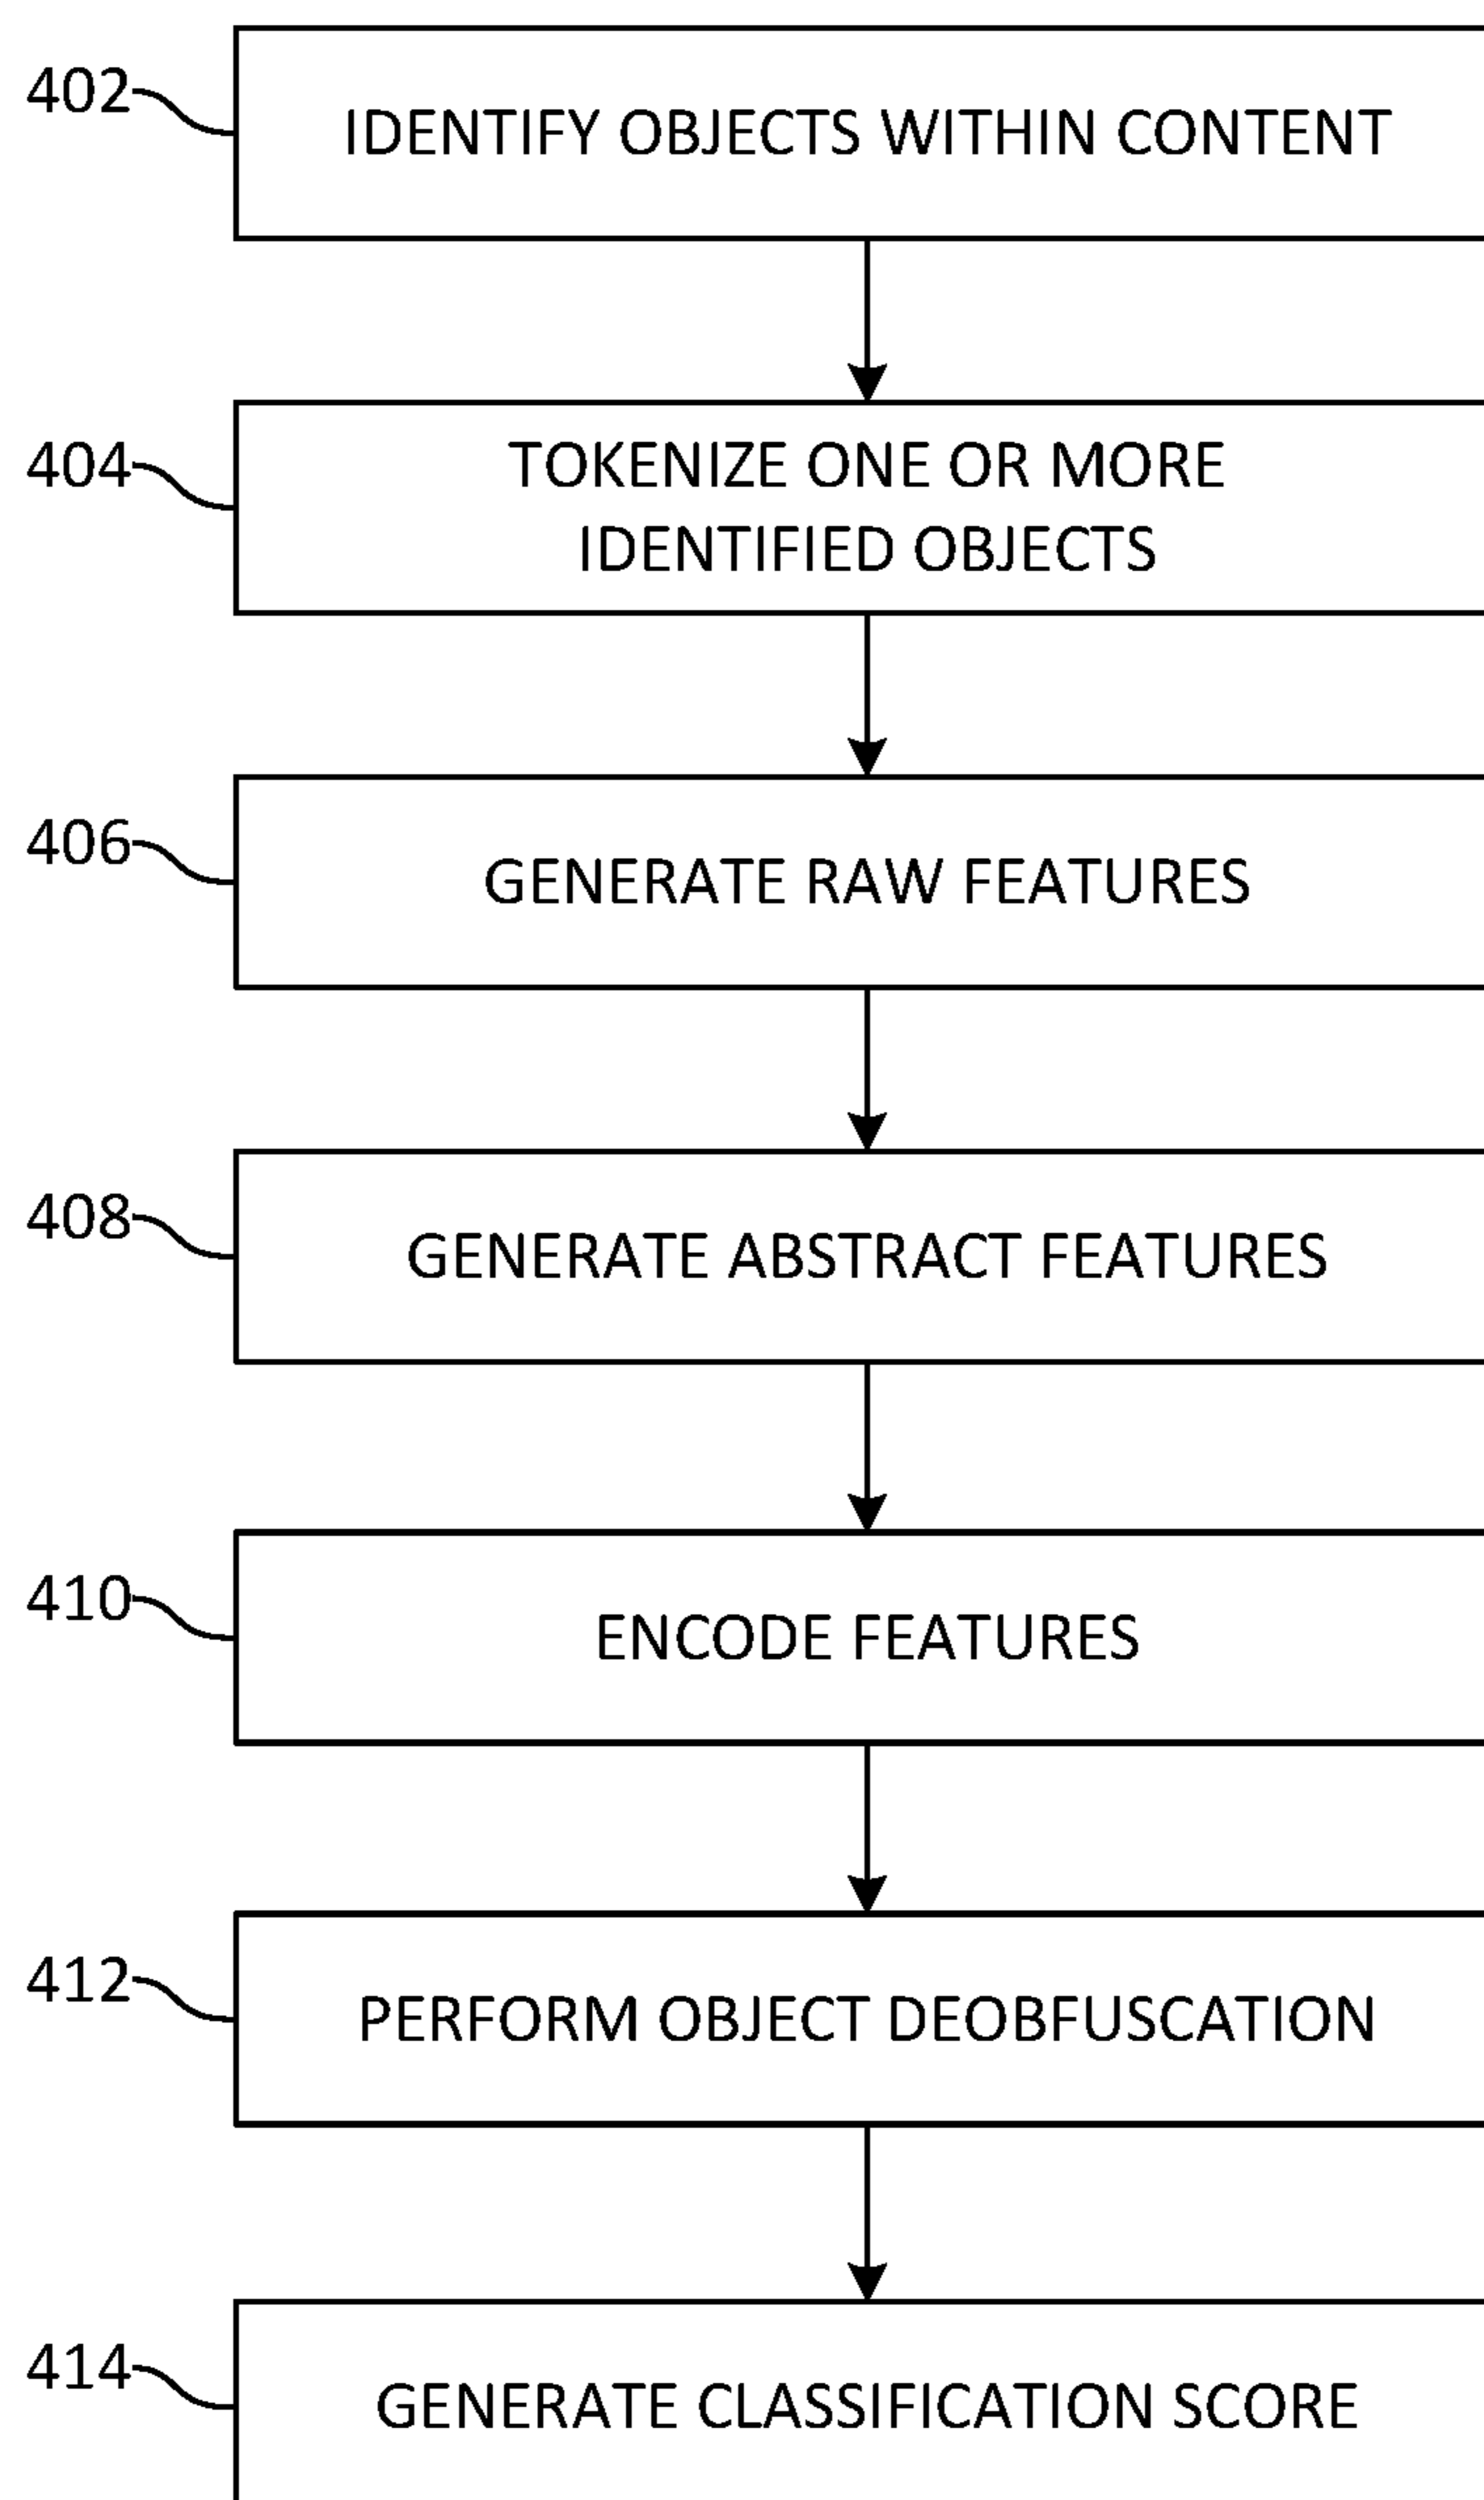 402
IDENTIFY OBJECTS WITHIN CONTENT
404
TOKENIZE ONE OR MORE
IDENTIFIED OBJECTS
406
GENERATE RAW FEATURES
408
GENERATE ABSTRACT FEATURES
410
ENCODE FEATURES
412
PERFORM OBJECT DEOBFUSCATION
414
GENERATE CLASSIFICATION SCORE